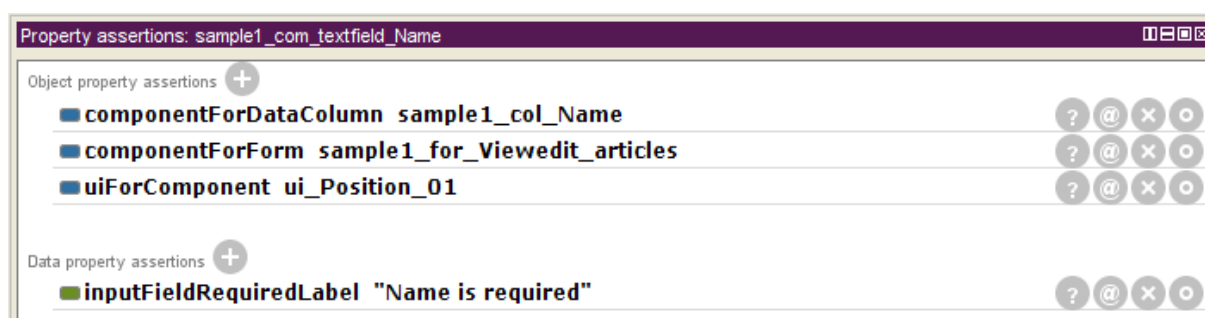 Property assertions: sample1_com_textfield_Name
Object property assertions
componentForDataColumn sample1_col_Name
componentForForm sample1_for_Viewedit_articles
uiForComponent ui_Position_01
Data property assertions
inputFieldRequiredLabel "Name is required"